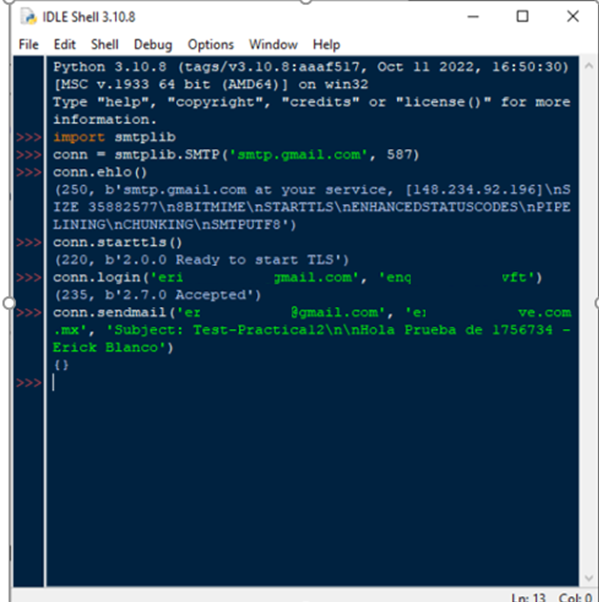 IDLE Shell 3.10.8
File Edit Shell Debug Options Window Help
Python 3.10.8 (tags/v3.10.8:aaaf517, Oct 11 2022, 16:50:30)
[MSC v.1933 64 bit (AMD64)] on win32
Type "help", "copyright", "credits" or "license()" for more
information.
>>> import smtplib
>>> conn = smtplib.SMTP('smtp.gmail.com', 587)
>>> conn.ehlo()
(250, b'smtp.gmail.com at your service, [148.234.92.196]\nS
IZE 35882577\n8BITMIME\nSTARTTLS\nENHANCEDSTATUSCODES\nPIPE
LINING\nCHUNKING\nSMTPUTF8')
>>> conn.starttls()
(220, b'2.0.0 Ready to start TLS')
>>> conn.login('eri gmail.com', 'enq vft')
(235, b'2.7.0 Accepted')
>>> conn.sendmail('er @gmail.com', 'e ve.com
.mx', 'Subject: Test-Practica12\n\nHola Prueba de 1756734 -
Erick Blanco')
{}
>>>
Ln: 13 Col: 0